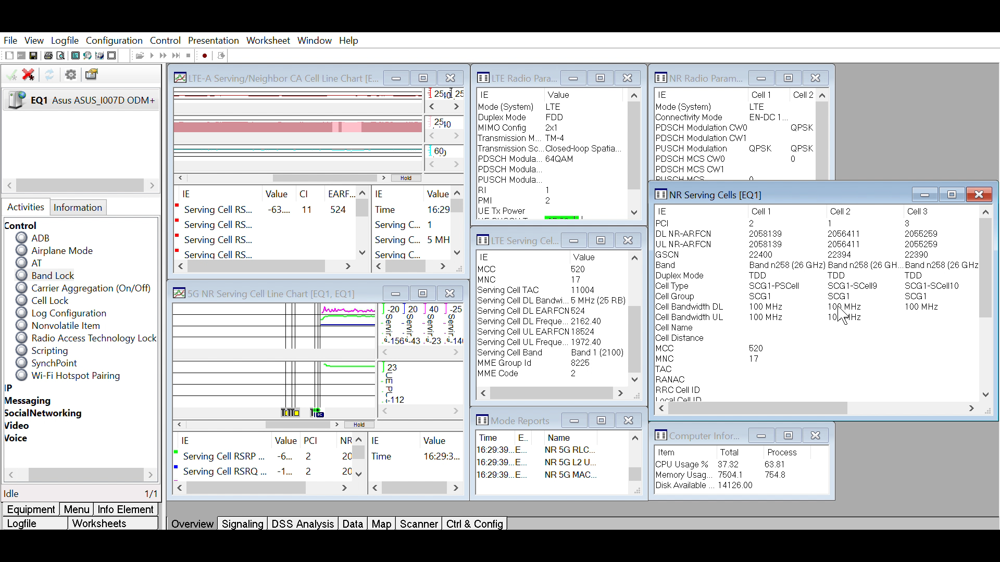 File View Logfile Configuration Control Presentation Worksheet Window Help
EQ1 Asus ASUS_I007D ODM+
Activities Information
Control
ADB
Airplane Mode
AT
Band Lock
Carrier Aggregation (On/Off)
Cell Lock
Log Configuration
Nonvolatile Item
Radio Access Technology Lock
Scripting
SynchPoint
Wi-Fi Hotspot Pairing
IP
Messaging
SocialNetworking
Video
Voice
Idle 1/1
Equipment Menu Info Element
Logfile Worksheets
LTE-A Serving/Neighbor CA Cell Line Chart [E...
Hold
IE Value CI EARF...
Serving Cell RS... -63.... 11 524
Serving Cell RS...
Serving Cell RS...
Serving Cell RS...
IE Value
Time 16:29
Serving C... 1
Serving C... 5 MH
Serving C...
5G NR Serving Cell Line Chart [EQ1, EQ1]
-20 20 40 -25
-156 -43 -23
23
-112
Hold
IE Value PCI NR
Serving Cell RSRP ... -6... 2 20
Serving Cell RSRQ ... -1... 2 20
IE Value
Time 16:29:3...
LTE Radio Para...
IE Value
Mode (System) LTE
Duplex Mode FDD
MIMO Config 2x1
Transmission M... TM-4
Transmission Sc... Closed-loop Spatia...
PDSCH Modula... 64QAM
PDSCH Modula...
PUSCH Modula...
RI 1
PMI 2
UE Tx Power
LTE Serving Cel...
IE Value
MCC 520
MNC 17
Serving Cell TAC 11004
Serving Cell DL Bandwi... 5 MHz (25 RB)
Serving Cell DL EARFCN 524
Serving Cell DL Freque... 2162.40
Serving Cell UL EARFCN 18524
Serving Cell UL Freque... 1972.40
Serving Cell Band Band 1 (2100)
MME Group Id 8225
MME Code 2
Mode Reports
Time E.. Name
16:29:39...E... NR 5G RLC...
16:29:39...E... NR 5G L2 U...
16:29:39...E... NR 5G MAC...
NR Radio Param...
IE Cell 1 Cell 2
Mode (System) LTE
Connectivity Mode EN-DC 1...
PDSCH Modulation CW0 QPSK
PDSCH Modulation CW1
PUSCH Modulation QPSK QPSK
PDSCH MCS CW0 0
PDSCH MCS CW1
PUSCH MCS 0
NR Serving Cells [EQ1]
IE Cell 1 Cell 2 Cell 3
PCI 2 1 3
DL NR-ARFCN 2058139 2056411 2055259
UL NR-ARFCN 2058139 2056411 2055259
GSCN 22400 22394 22390
Band Band n258 (26 GHz) Band n258 (26 GH... Band n258 (26 GHz
Duplex Mode TDD TDD TDD
Cell Type SCG1-PSCell SCG1-SCell9 SCG1-SCell10
Cell Group SCG1 SCG1 SCG1
Cell Bandwidth DL 100 MHz 100 MHz 100 MHz
Cell Bandwidth UL 100 MHz 100 MHz
Cell Name
Cell Distance
MCC 520
MNC 17
TAC
RANAC
RRC Cell ID
Local Cell ID
Computer Infor...
Item Total Process
CPU Usage % 37.32 63.81
Memory Usag... 7504.1 754.8
Disk Available ... 14126.00
Overview Signaling DSS Analysis Data Map Scanner Ctrl & Config